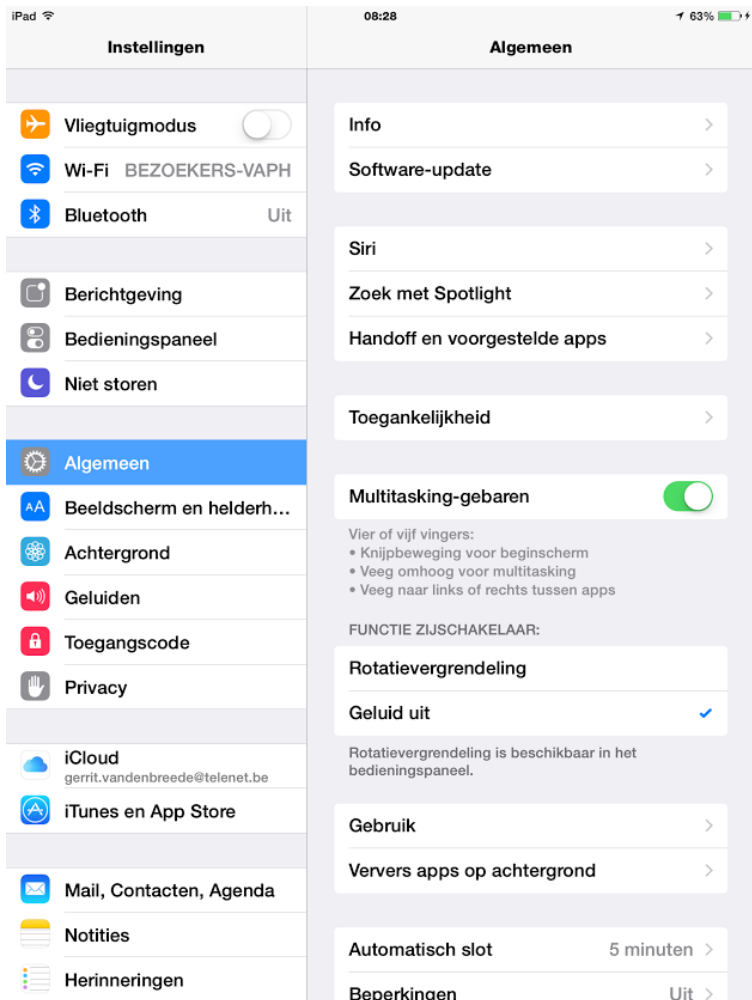 iPad 08:28 63%
Instellingen
Vliegtuigmodus
Wi-Fi BEZOEKERS-VAPH
Bluetooth Uit
Berichtgeving
Bedieningspaneel
Niet storen
Algemeen
AA Beeldscherm en helderh...
Achtergrond
Geluiden
Toegangscode
Privacy
iCloud
gerrit.vandenbreede@telenet.be
iTunes en App Store
Mail, Contacten, Agenda
Notities
Herinneringen
Algemeen
Info
Software-update
Siri
Zoek met Spotlight
Handoff en voorgestelde apps
Toegankelijkheid
Multitasking-gebaren
Vier of vijf vingers:
• Knijpbeweging voor beginscherm
• Veeg omhoog voor multitasking
• Veeg naar links of rechts tussen apps
FUNCTIE ZIJSCHAKELAAR:
Rotatievergrendeling
Geluid uit
Rotatievergrendeling is beschikbaar in het
bedieningspaneel.
Gebruik
Ververs apps op achtergrond
Automatisch slot 5 minuten
Beperkingen Uit